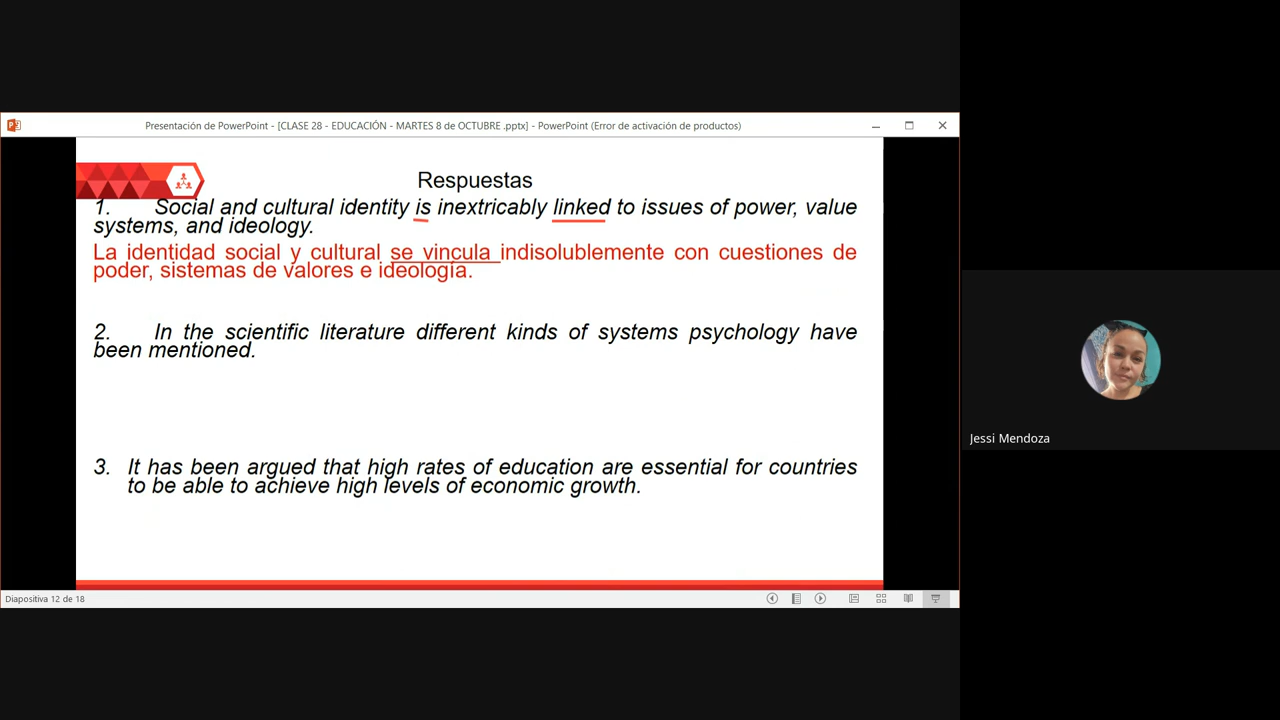 Presentación de PowerPoint - [CLASE 28 - EDUCACIÓN - MARTES 8 de OCTUBRE .pptx] - PowerPoint (Error de activación de productos)
Respuestas
1. Social and cultural identity is inextricably linked to issues of power, value
systems, and ideology.
La identidad social y cultural se vincula indisolublemente con cuestiones de
poder, sistemas de valores e ideología.
2. In the scientific literature different kinds of systems psychology have
been mentioned.
3. It has been argued that high rates of education are essential for countries
to be able to achieve high levels of economic growth.
Jessi Mendoza
Diapositiva 12 de 18